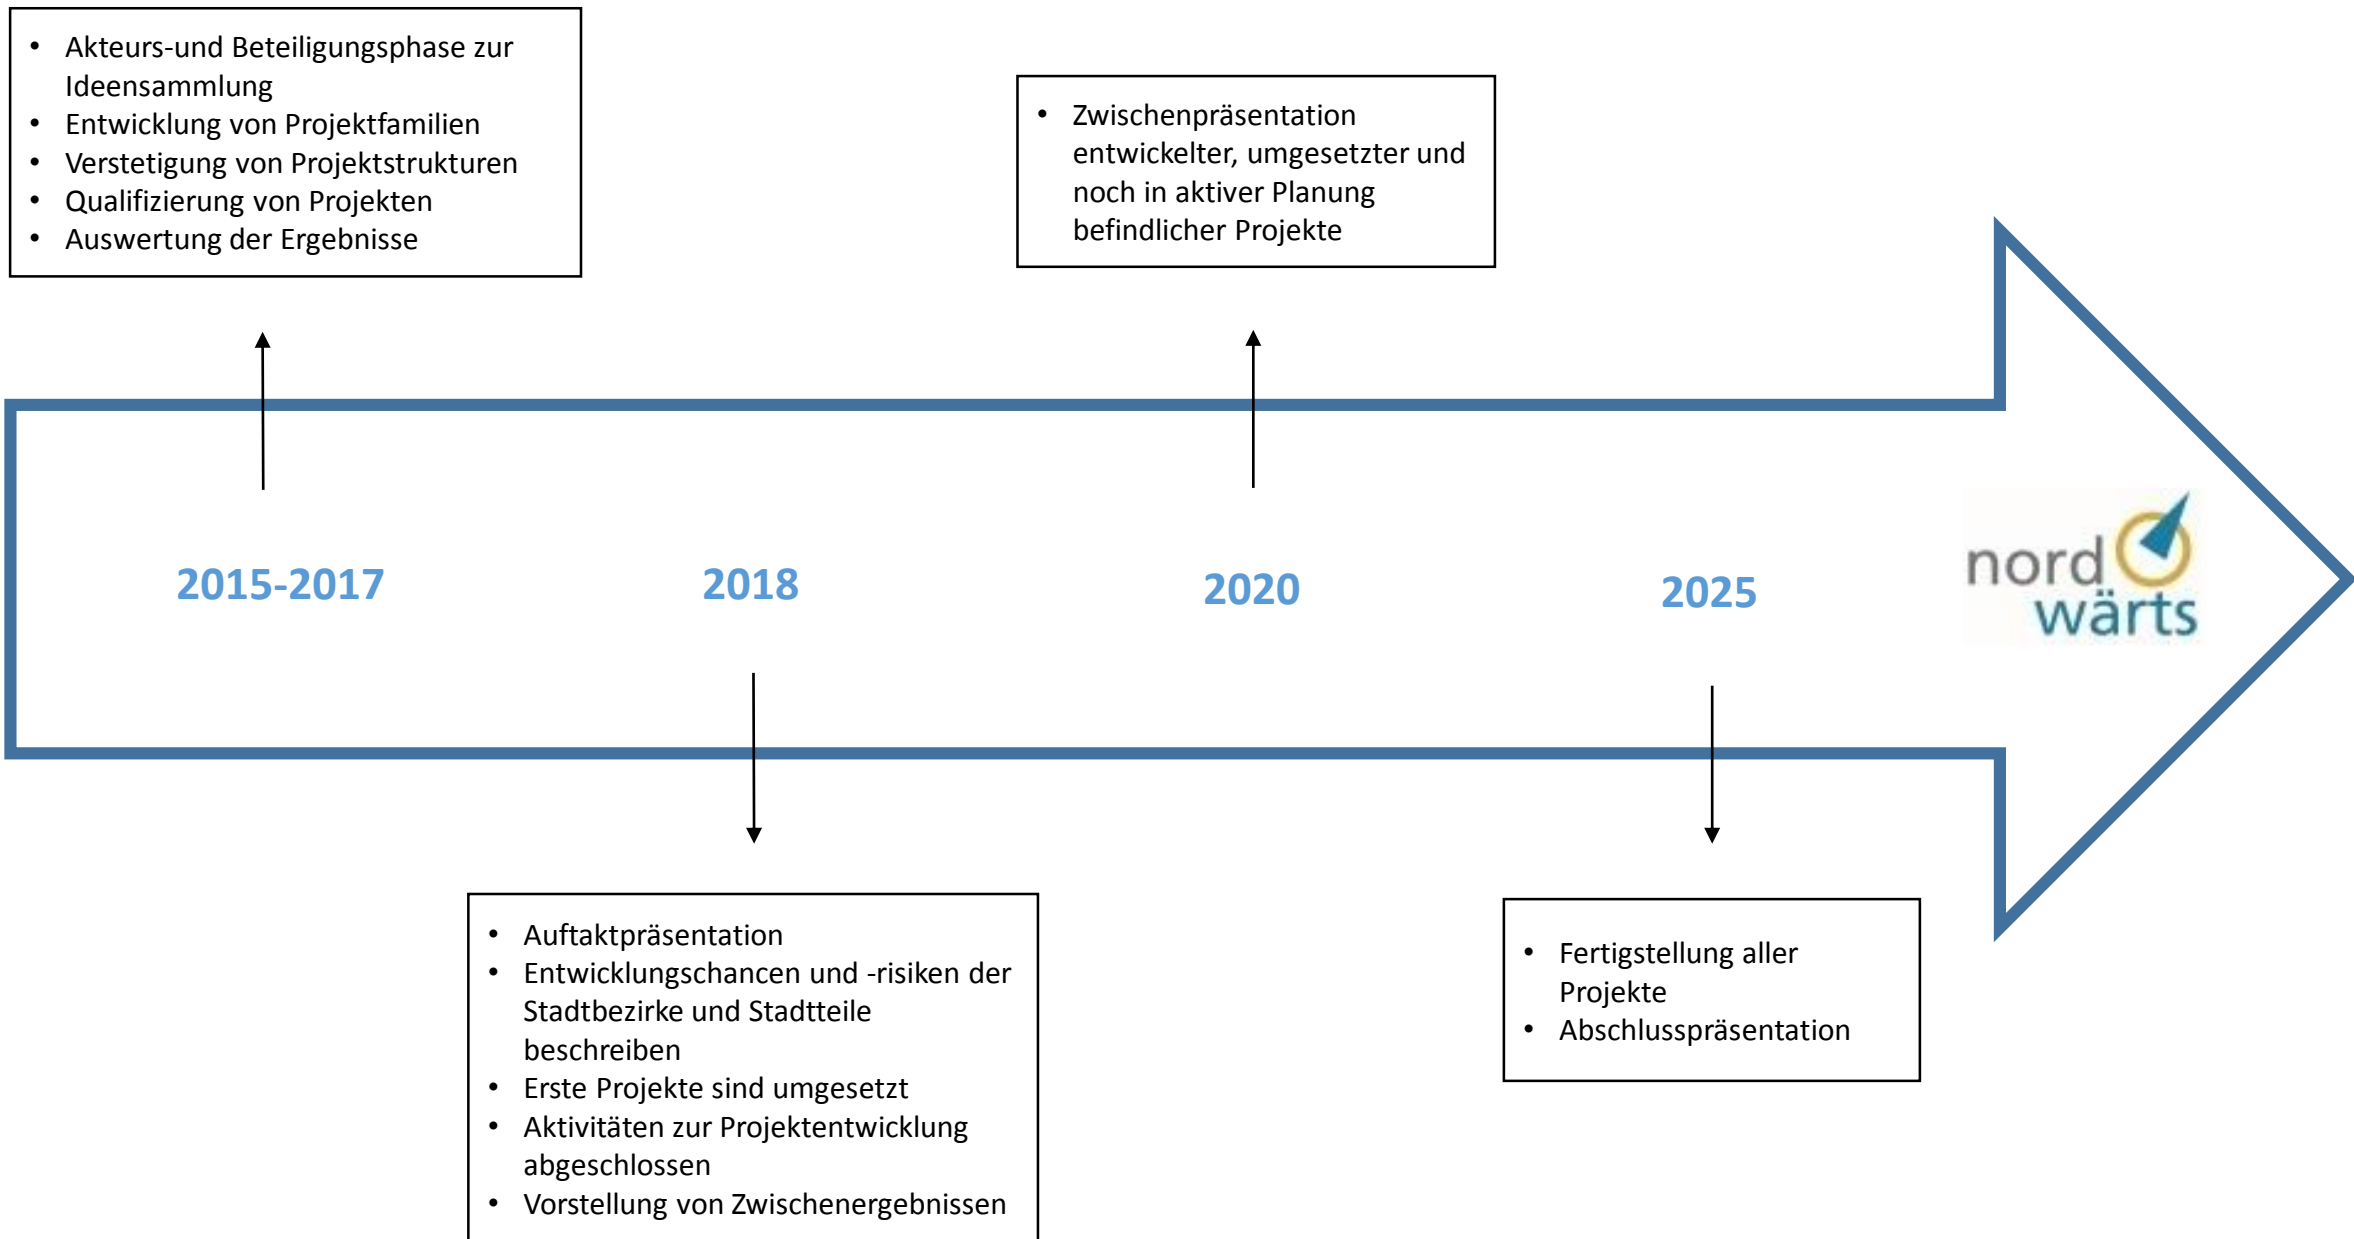 • Akteurs-und Beteiligungsphase zur
Ideensammlung
• Entwicklung von Projektfamilien
• Verstetigung von Projektstrukturen
• Qualifizierung von Projekten
• Auswertung der Ergebnisse
• Zwischenpräsentation
entwickelter, umgesetzter und
noch in aktiver Planung
befindlicher Projekte
2015-2017
2018
2020
2025
nord
wärts
• Auftaktpräsentation
• Entwicklungschancen und -risiken der
Stadtbezirke und Stadtteile
beschreiben
• Erste Projekte sind umgesetzt
• Aktivitäten zur Projektentwicklung
abgeschlossen
• Vorstellung von Zwischenergebnissen
• Fertigstellung aller
Projekte
• Abschlusspräsentation